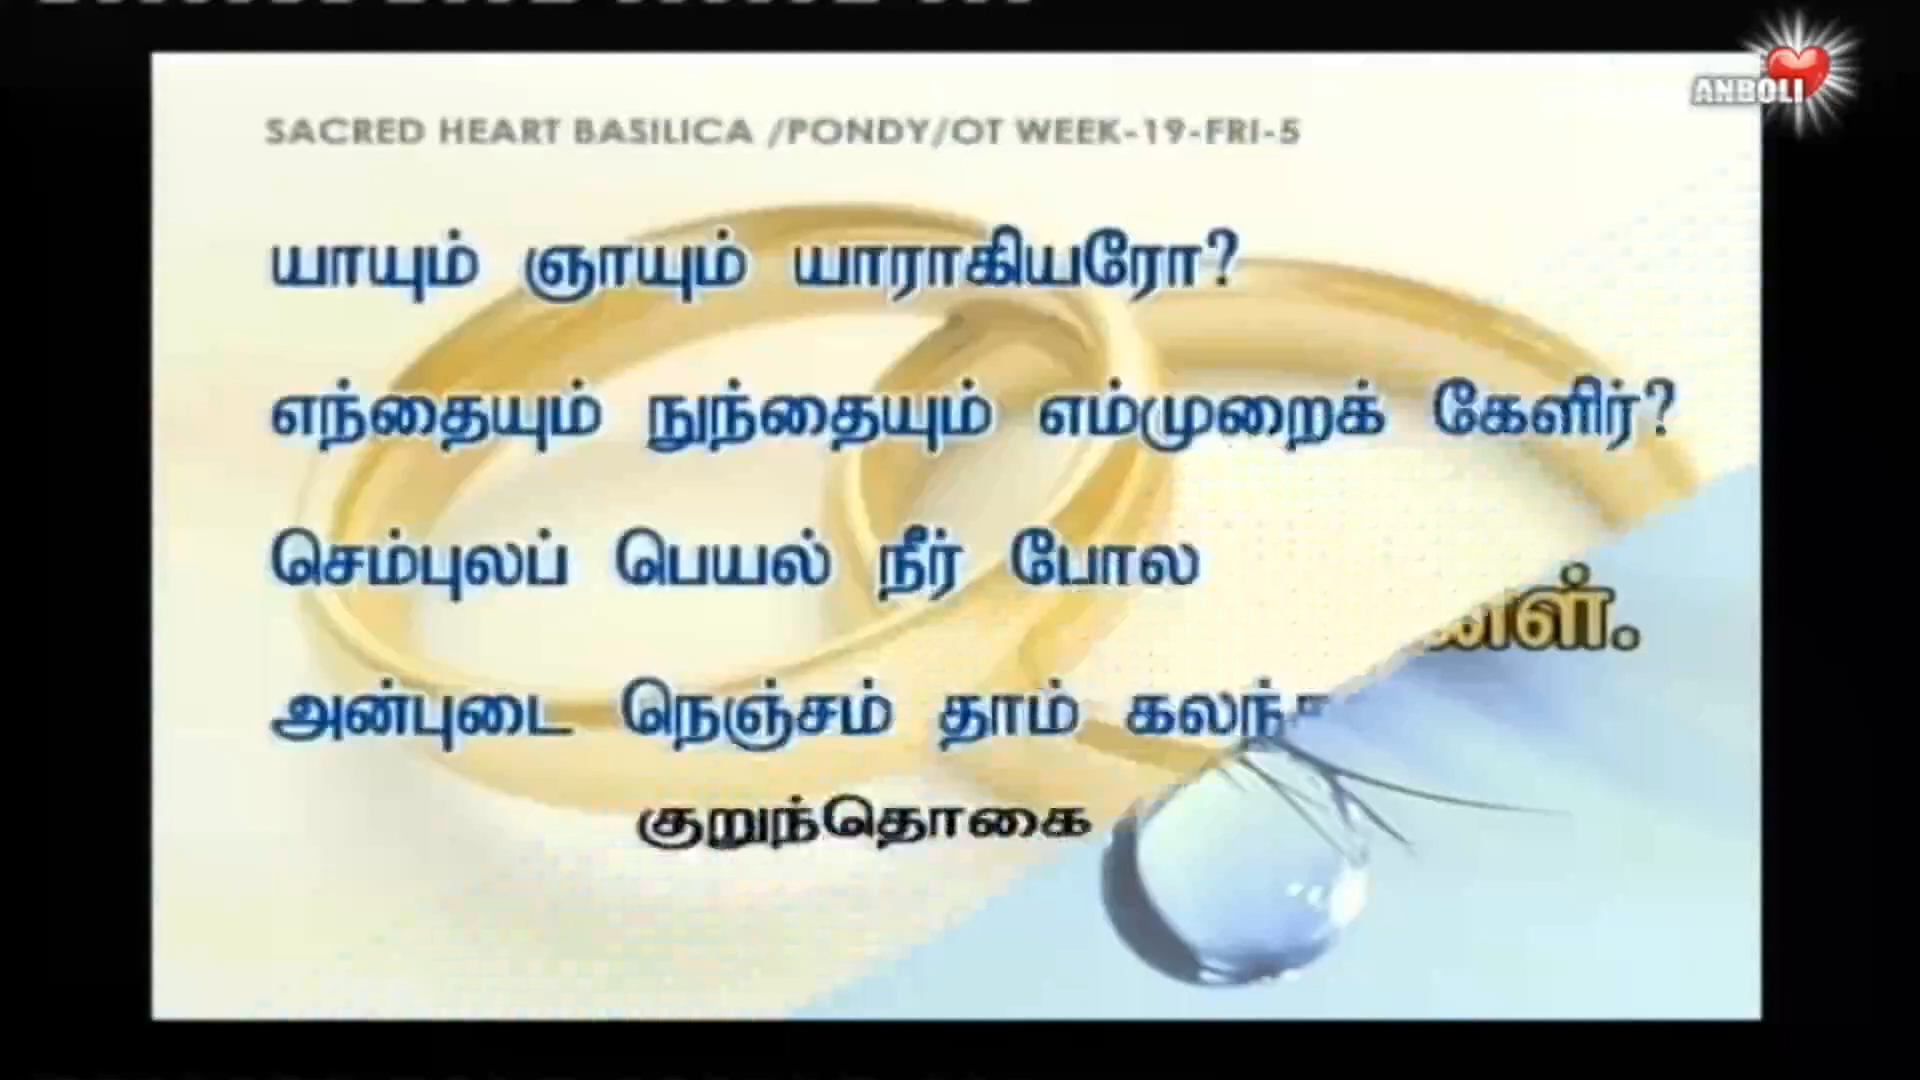 ANBOLI
SACRED HEART BASILICA /PONDY/OT WEEK-19-FRI-5
யாயும் ஞாயும் யாராகியரோ?
எந்தையும் நுந்தையும் எம்முறைக் கேளிர்?
செம்புலப் பெயல் நீர் போல
அன்புடை நெஞ்சம் தாம்
குறுந்தொகை